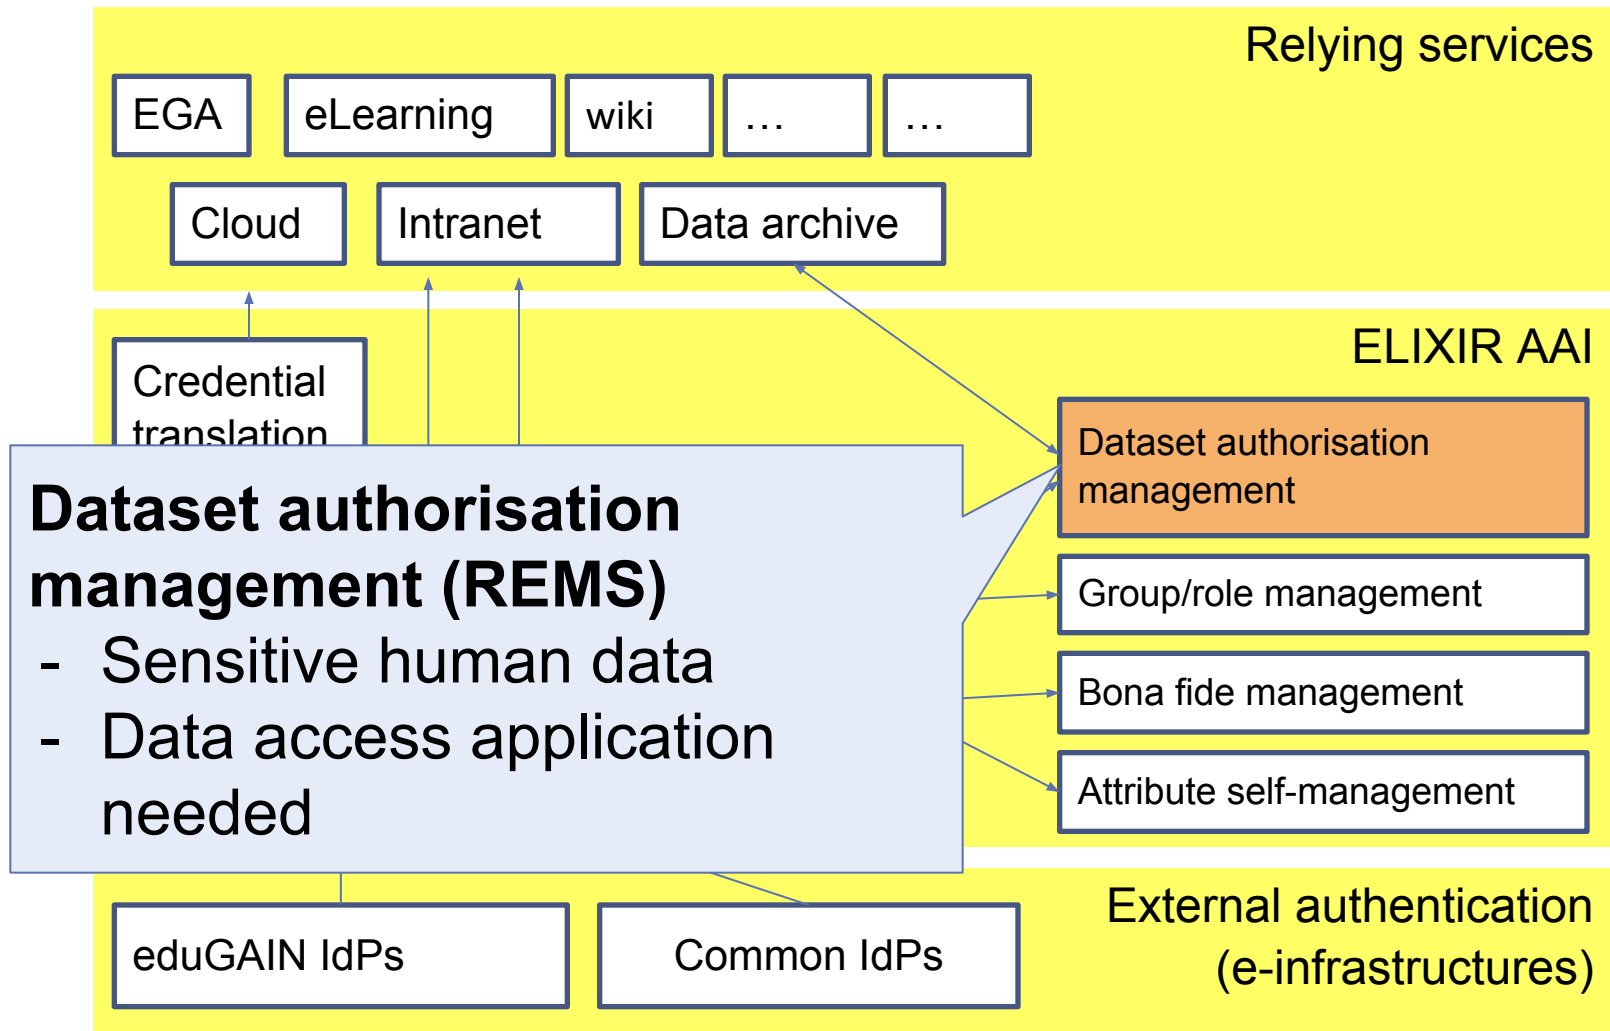 Relying services
EGA
eLearning
wiki
…
…
Cloud
Intranet
Data archive
ELIXIR AAI
Credential
translation
Dataset authorisation
management
Dataset authorisation
management (REMS)
- Sensitive human data
- Data access application
needed
Group/role management
Bona fide management
Attribute self-management
External authentication
(e-infrastructures)
eduGAIN IdPs
Common IdPs